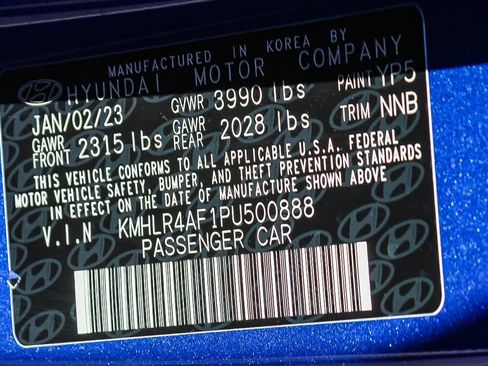 MANUFACTURED IN KOREA BY
HYUNDAI MOTOR COMPANY
JAN/02/23 GVWR 3990 lbs PAINT YP5
GAWR FRONT 2315 lbs GAWR REAR 2028 lbs TRIM NNB
THIS VEHICLE CONFORMS TO ALL APPLICABLE U.S.A. FEDERAL
MOTOR VEHICLE SAFETY, BUMPER, AND THEFT PREVENTION STANDARDS
IN EFFECT ON THE DATE OF MANUFACTURE SHOWN ABOVE.
V.I.N KMHLR4AF1PU500888
PASSENGER CAR